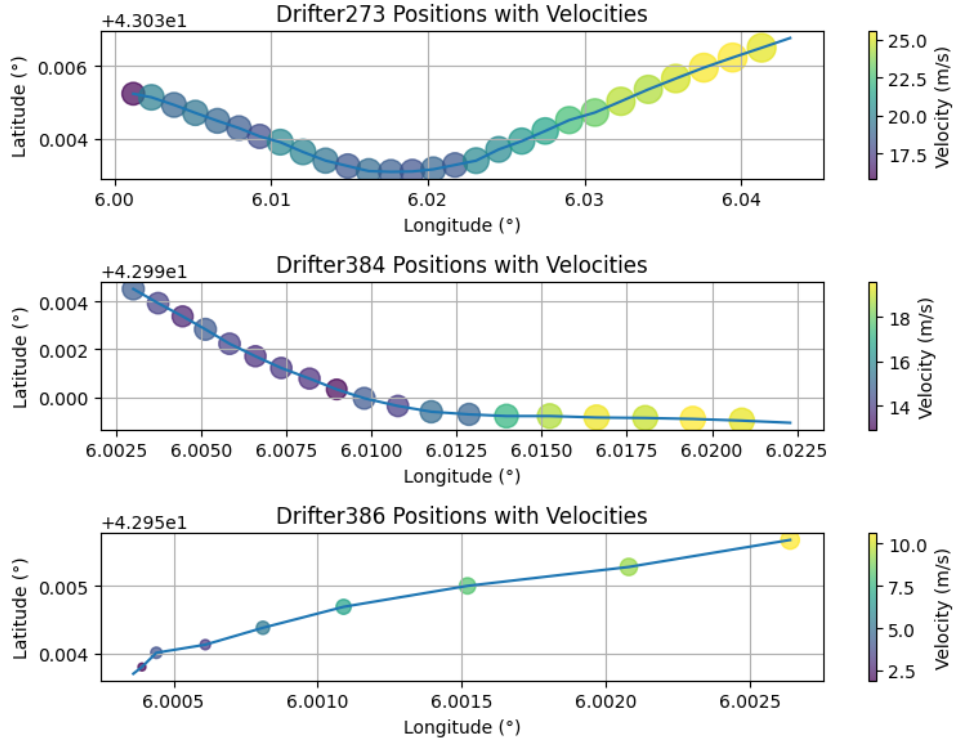 Drifter273 Positions with Velocities
+4.303e1
0.006
0.004
Latitude (°)
6.00 6.01 6.02 6.03 6.04
Longitude (°)
25.0
22.5
20.0
17.5
Velocity (m/s)
Drifter384 Positions with Velocities
+4.299e1
0.004
0.002
0.000
Latitude (°)
6.0025 6.0050 6.0075 6.0100 6.0125 6.0150 6.0175 6.0200 6.0225
Longitude (°)
18
16
14
Velocity (m/s)
Drifter386 Positions with Velocities
+4.295e1
0.005
0.004
Latitude (°)
6.0005 6.0010 6.0015 6.0020 6.0025
Longitude (°)
10.0
7.5
5.0
2.5
Velocity (m/s)